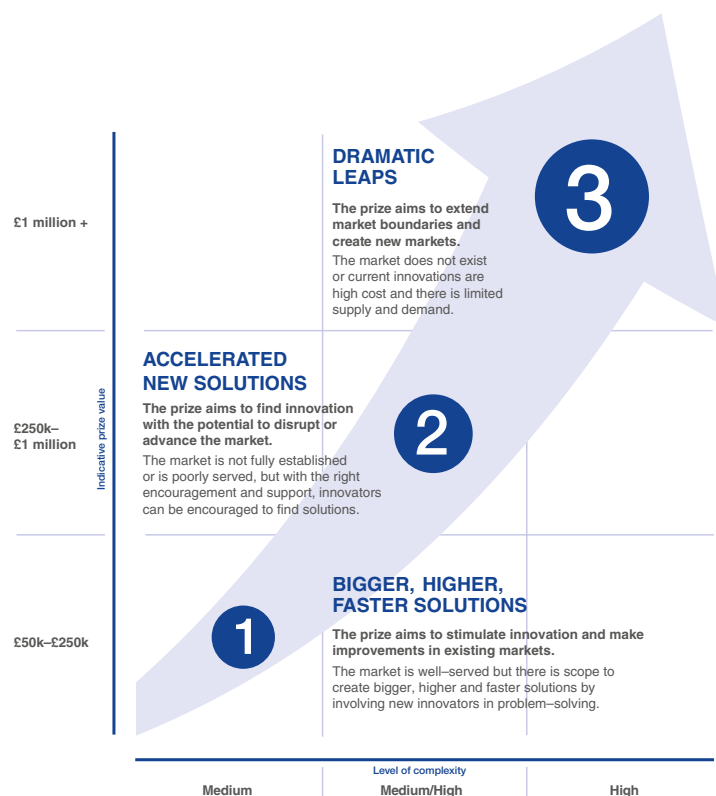 DRAMATIC
LEAPS
The prize aims to extend
market boundaries and
create new markets.
The market does not exist
or current innovations are
high cost and there is limited
supply and demand.
3
£1 million +
ACCELERATED
NEW SOLUTIONS
The prize aims to find innovation
with the potential to disrupt or
advance the market.
The market is not fully established
or is poorly served, but with the right
encouragement and support, innovators
can be encouraged to find solutions.
2
£250k–
£1 million
Indicative prize value
BIGGER, HIGHER,
FASTER SOLUTIONS
The prize aims to stimulate innovation and make
improvements in existing markets.
The market is well–served but there is scope to
create bigger, higher and faster solutions by
involving new innovators in problem–solving.
1
£50k–£250k
Level of complexity
Medium
Medium/High
High